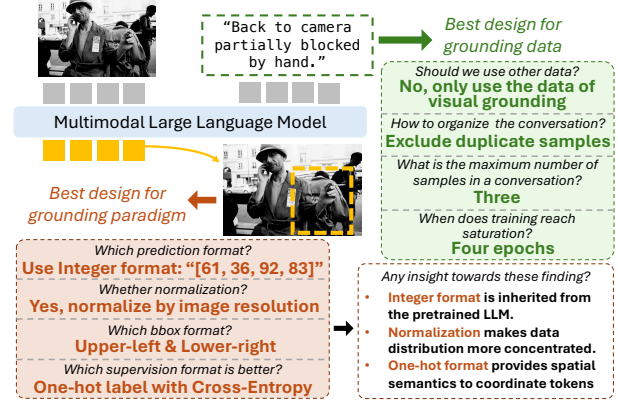 “Back to camera
partially blocked
by hand.”
Best design for
grounding data
Multimodal Large Language Model
Should we use other data?
No, only use the data of
visual grounding
How to organize the conversation?
Exclude duplicate samples
What is the maximum number of
samples in a conversation?
Three
When does training reach
saturation?
Four epochs
Best design for
grounding paradigm
Which prediction format?
Use Integer format: “[61, 36, 92, 83]”
Whether normalization?
Yes, normalize by image resolution
Which bbox format?
Upper-left & Lower-right
Which supervision format is better?
One-hot label with Cross-Entropy
Any insight towards these finding?
• Integer format is inherited from
the pretrained LLM.
• Normalization makes data
distribution more concentrated.
• One-hot format provides spatial
semantics to coordinate tokens